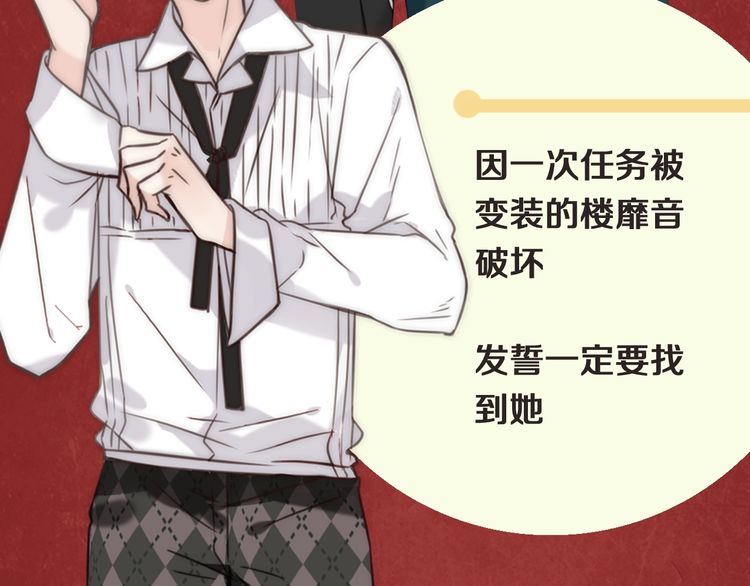 因一次任务被
变装的楼靡音
破坏
发誓一定要找
到她